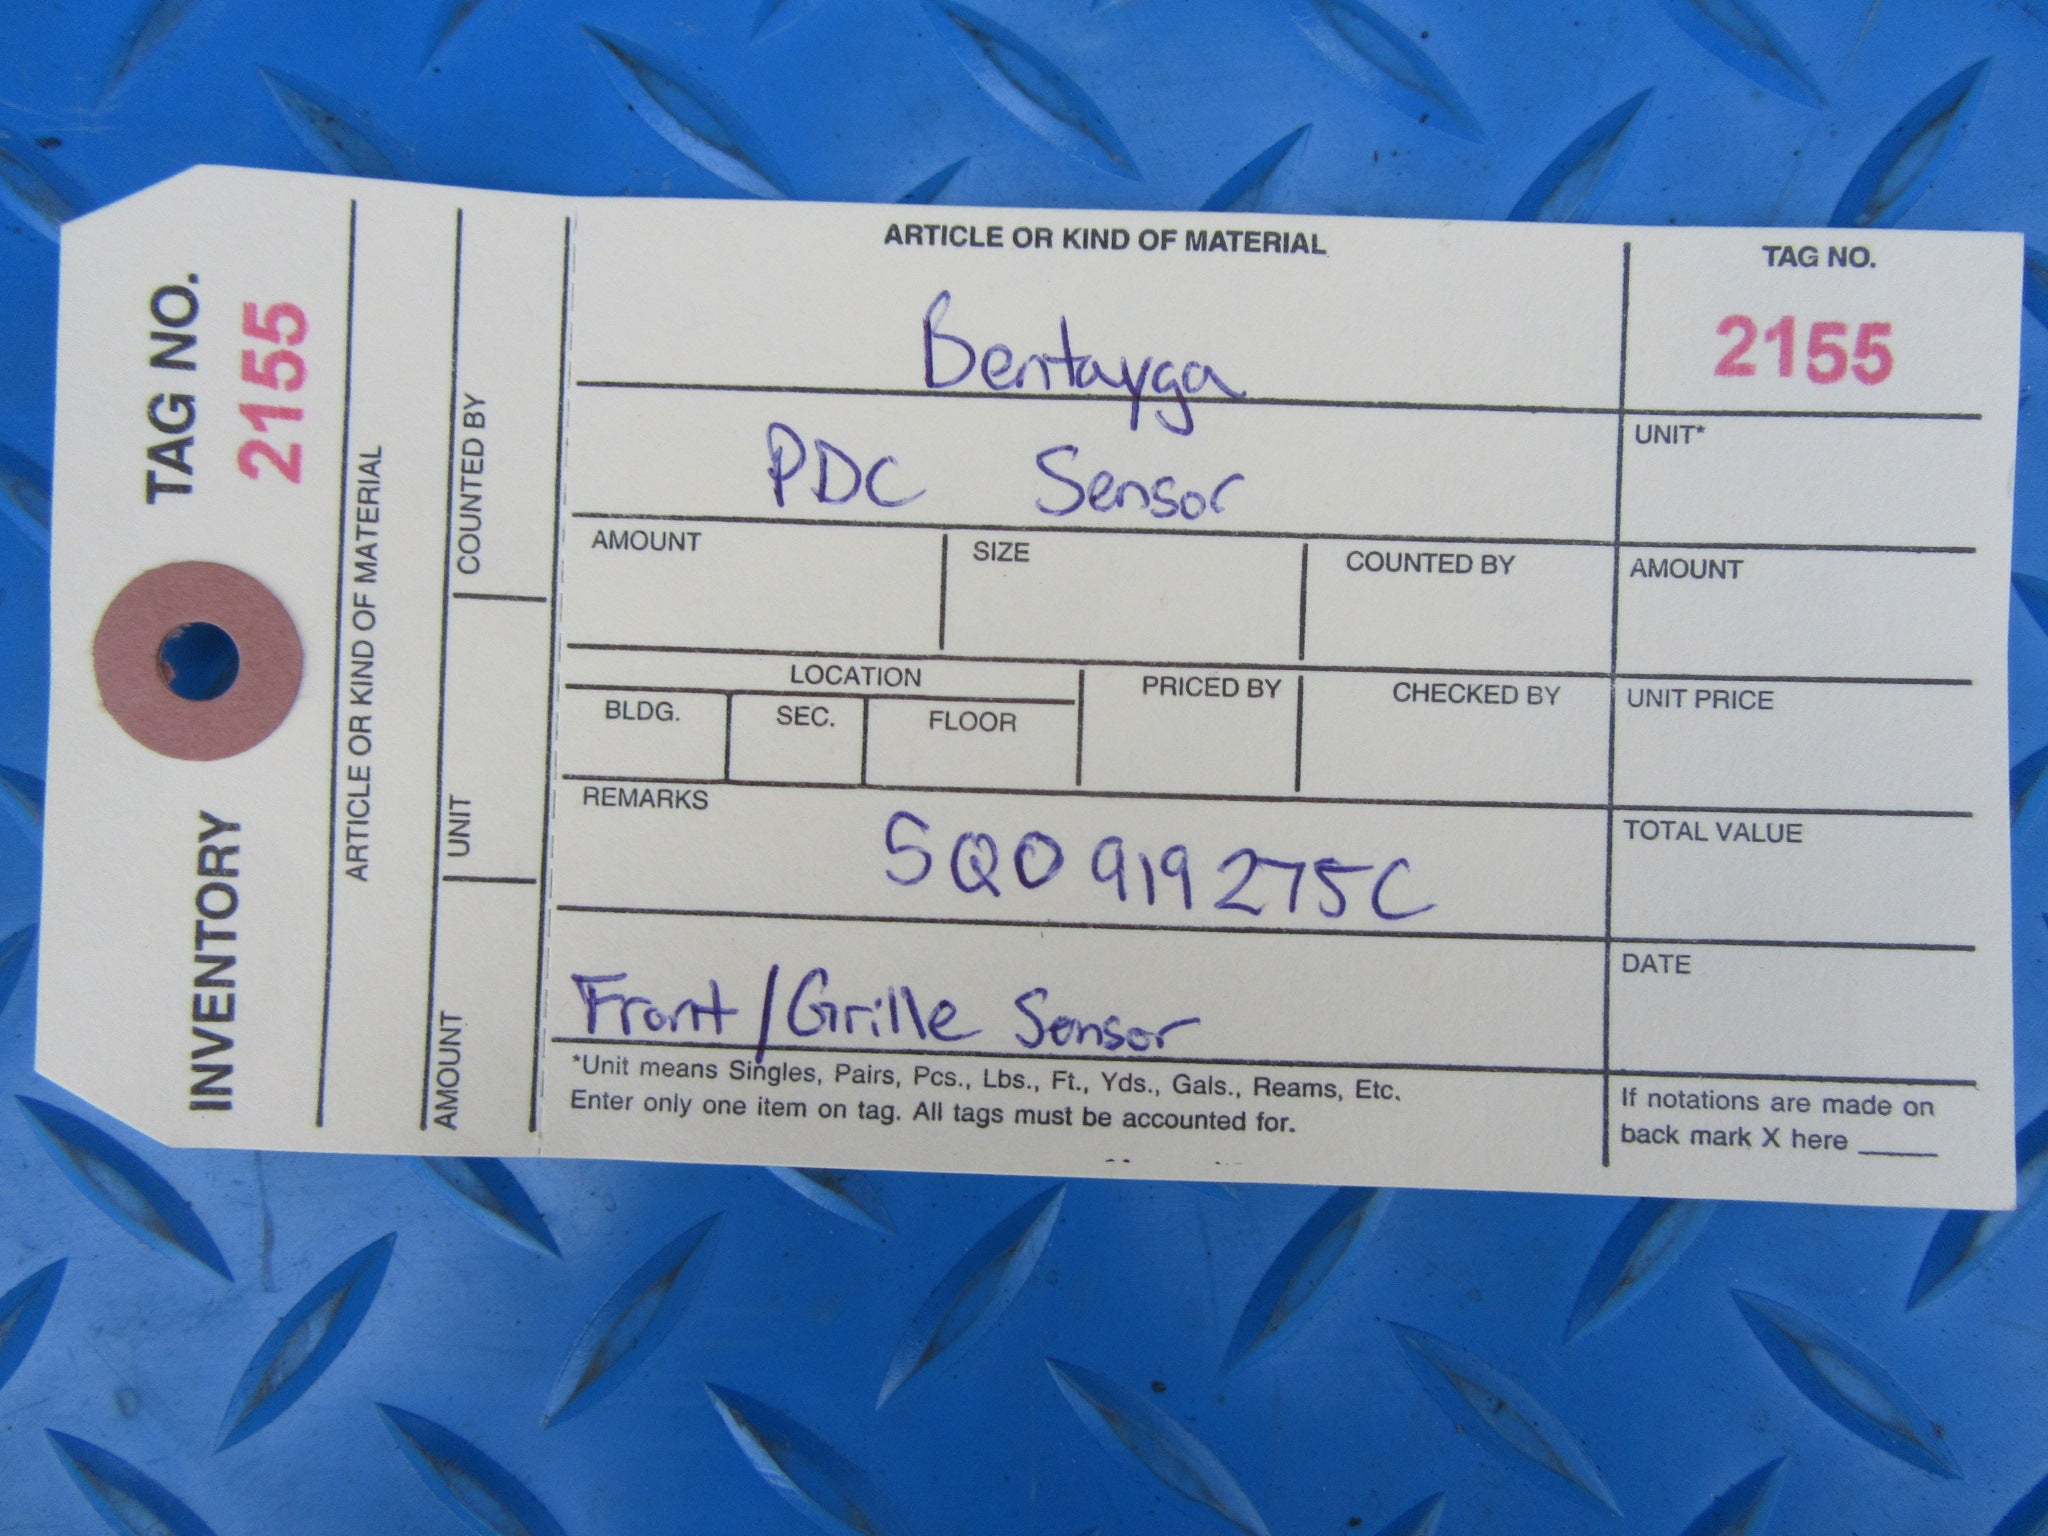 TAG NO.
2155
INVENTORY
ARTICLE OR KIND OF MATERIAL
COUNTED BY
UNIT
AMOUNT
ARTICLE OR KIND OF MATERIAL
Bentayga
PDC Sensor
TAG NO.
2155
UNIT*
AMOUNT
SIZE
COUNTED BY
AMOUNT
LOCATION
BLDG.
SEC.
FLOOR
PRICED BY
CHECKED BY
UNIT PRICE
REMARKS
5Q0 919 275C
TOTAL VALUE
Front/Grille Sensor
DATE
*Unit means Singles, Pairs, Pcs., Lbs., Ft., Yds., Gals., Reams, Etc.
Enter only one item on tag. All tags must be accounted for.
If notations are made on
back mark X here _____